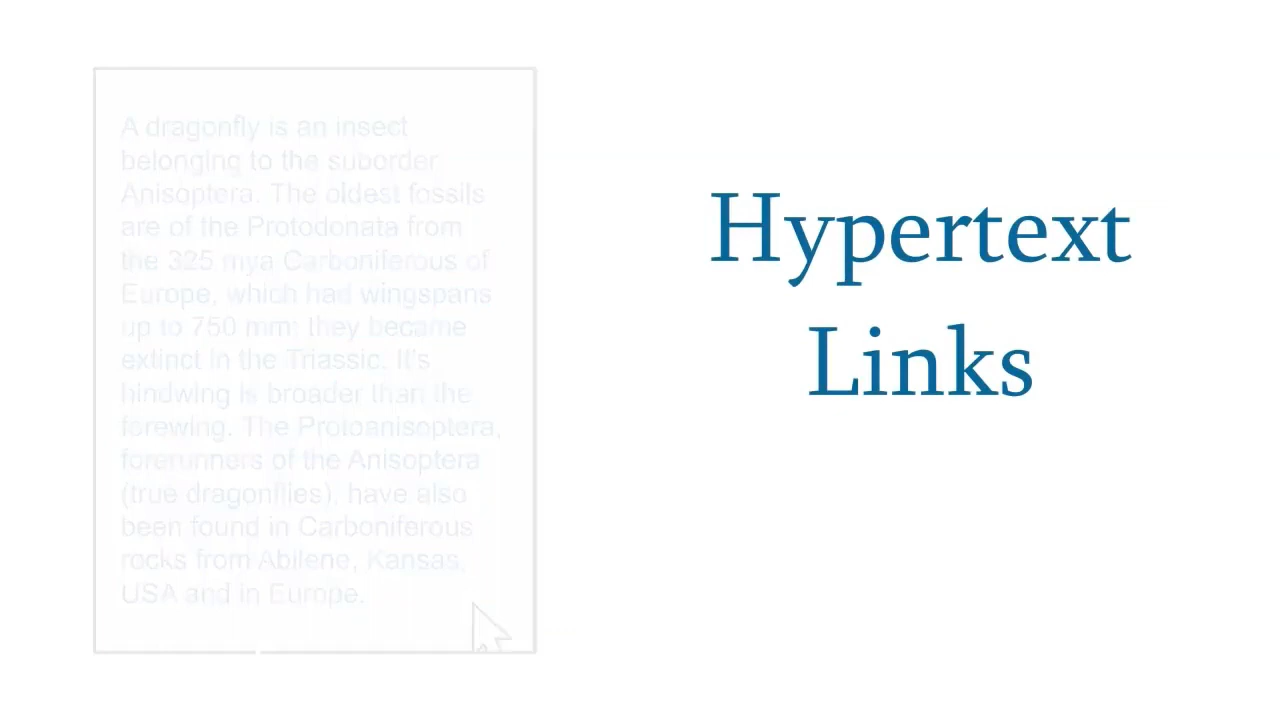 A dragonfly is an insect
belonging to the suborder
Anisoptera. The oldest fossils
are of the Protodonata from
the 325 mya Carboniferous of
Europe, which had wingspans
up to 750 mm; they became
extinct in the Triassic. It's
hindwing is broader than the
forewing. The Protoanisoptera,
forerunners of the Anisoptera
(true dragonflies), have also
been found in Carboniferous
rocks from Abilene, Kansas,
USA and in Europe.
Hypertext
Links